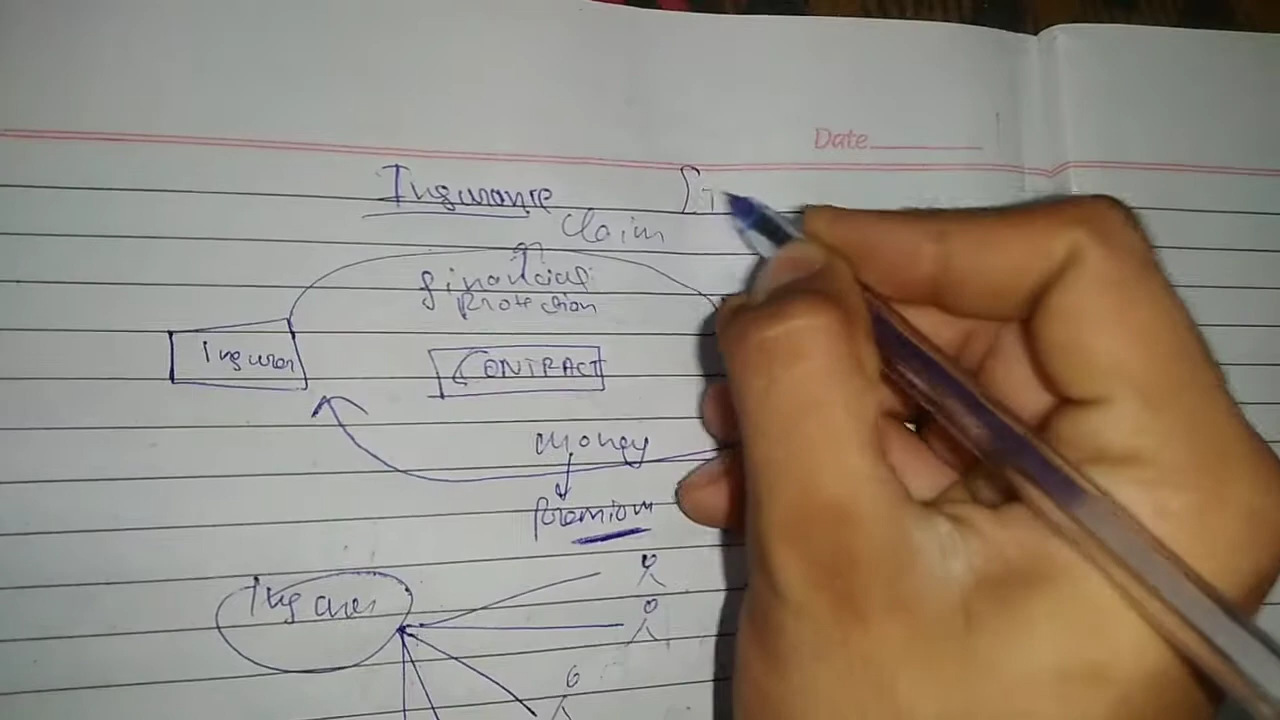 Date
Insurance
Claim
financial
Protection
Insurer
CONTRACT
money
Premium
Insurer